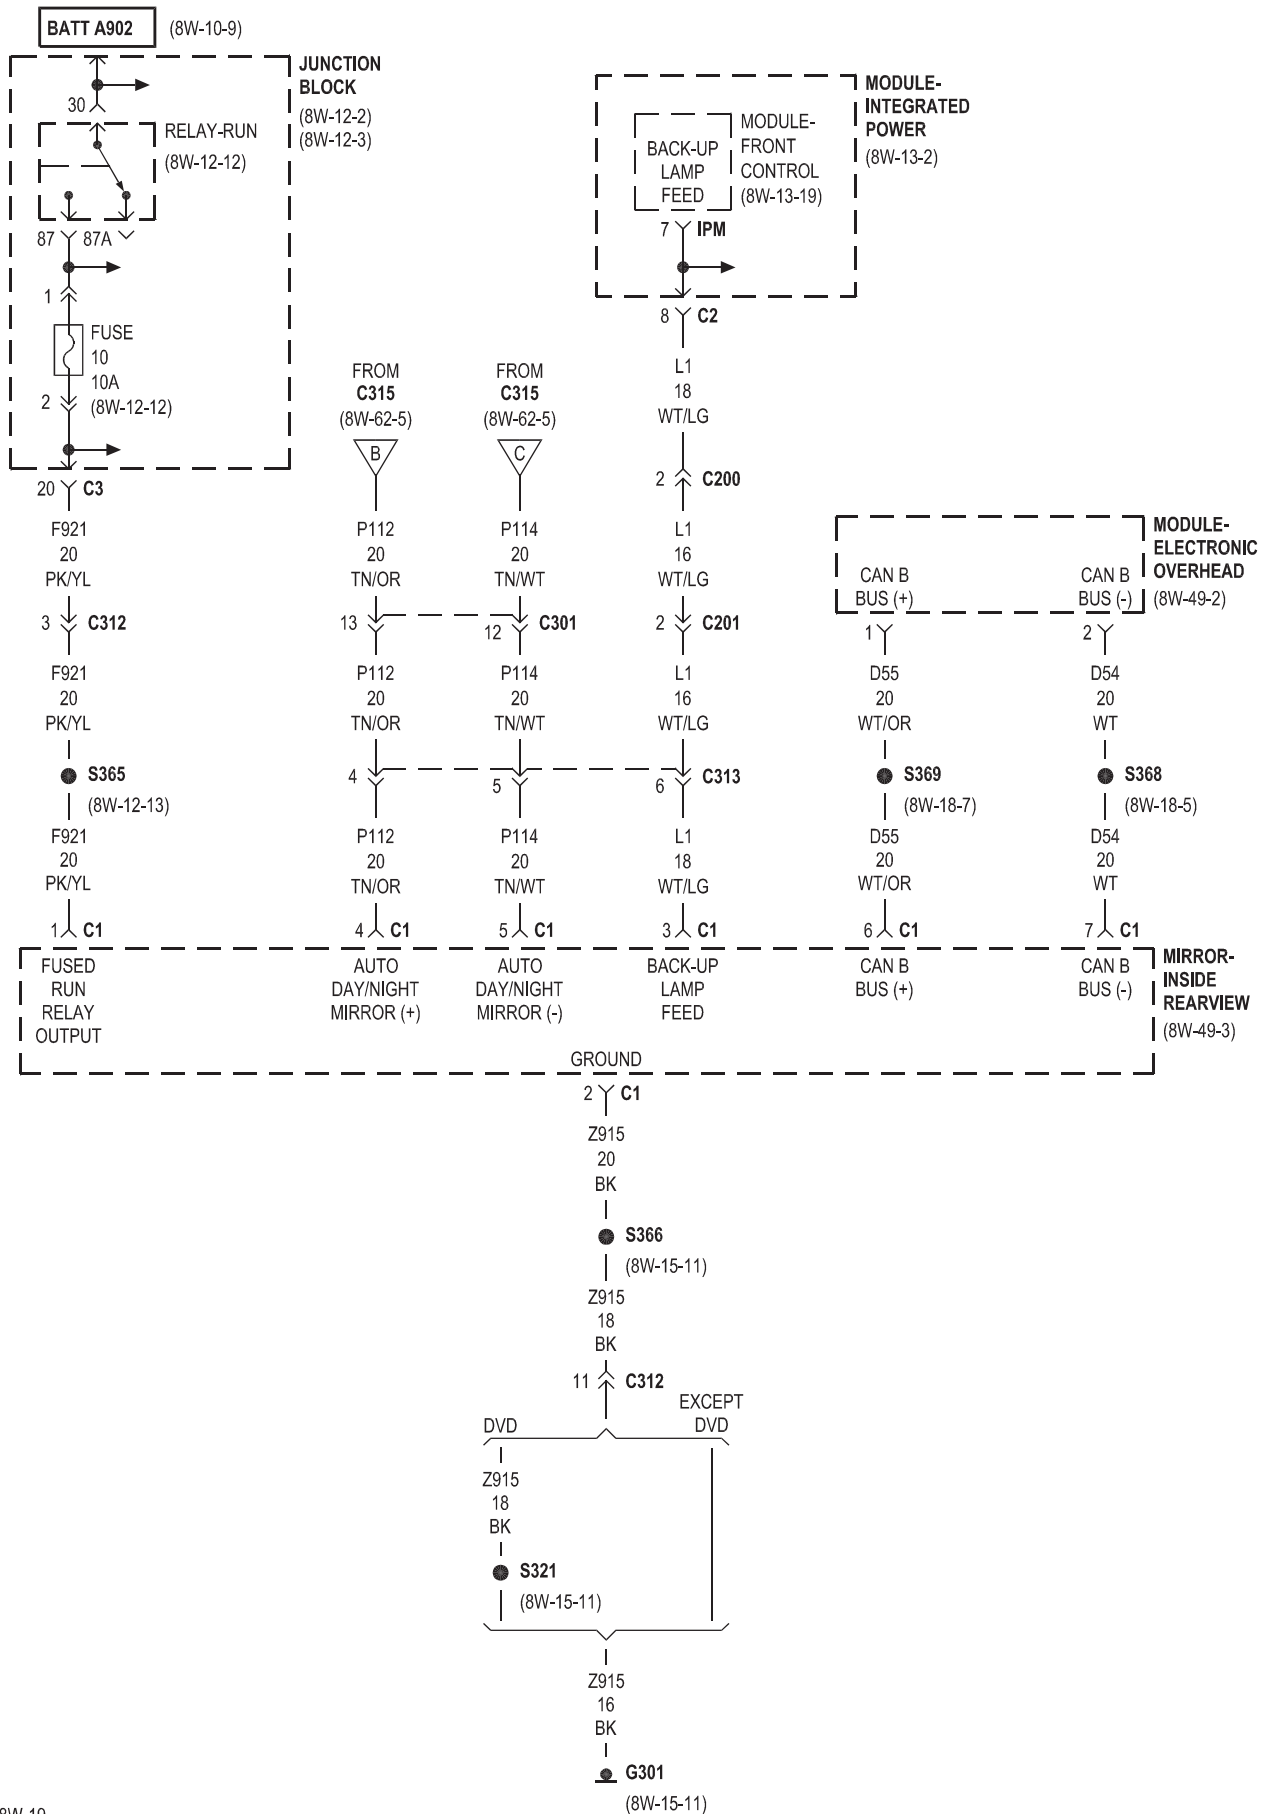 BATT A902 (8W-10-9)
JUNCTION
BLOCK
(8W-12-2)
(8W-12-3)
30
RELAY-RUN
(8W-12-12)
87 87A
1
FUSE
10
10A
(8W-12-12)
2
20 C3
F921
20
PK/YL
3 C312
F921
20
PK/YL
S365
(8W-12-13)
F921
20
PK/YL
1 C1
FROM
C315
(8W-62-5)
B
P112
20
TN/OR
13
P112
20
TN/OR
4
P112
20
TN/OR
4 C1
FROM
C315
(8W-62-5)
C
P114
20
TN/WT
12 C301
P114
20
TN/WT
5
P114
20
TN/WT
5 C1
MODULE-
INTEGRATED
POWER
(8W-13-2)
MODULE-
FRONT
CONTROL
(8W-13-19)
BACK-UP
LAMP
FEED
7 IPM
8 C2
L1
18
WT/LG
2 C200
L1
16
WT/LG
2 C201
L1
16
WT/LG
6 C313
L1
18
WT/LG
3 C1
MODULE-
ELECTRONIC
OVERHEAD
(8W-49-2)
CAN B
BUS (+)
1
D55
20
WT/OR
S369
(8W-18-7)
D55
20
WT/OR
6 C1
CAN B
BUS (-)
2
D54
20
WT
S368
(8W-18-5)
D54
20
WT
7 C1
FUSED
RUN
RELAY
OUTPUT
AUTO
DAY/NIGHT
MIRROR (+)
AUTO
DAY/NIGHT
MIRROR (-)
BACK-UP
LAMP
FEED
CAN B
BUS (+)
CAN B
BUS (-)
MIRROR-
INSIDE
REARVIEW
(8W-49-3)
GROUND
2 C1
Z915
20
BK
S366
(8W-15-11)
Z915
18
BK
11 C312
DVD
EXCEPT
DVD
Z915
18
BK
S321
(8W-15-11)
Z915
16
BK
G301
(8W-15-11)